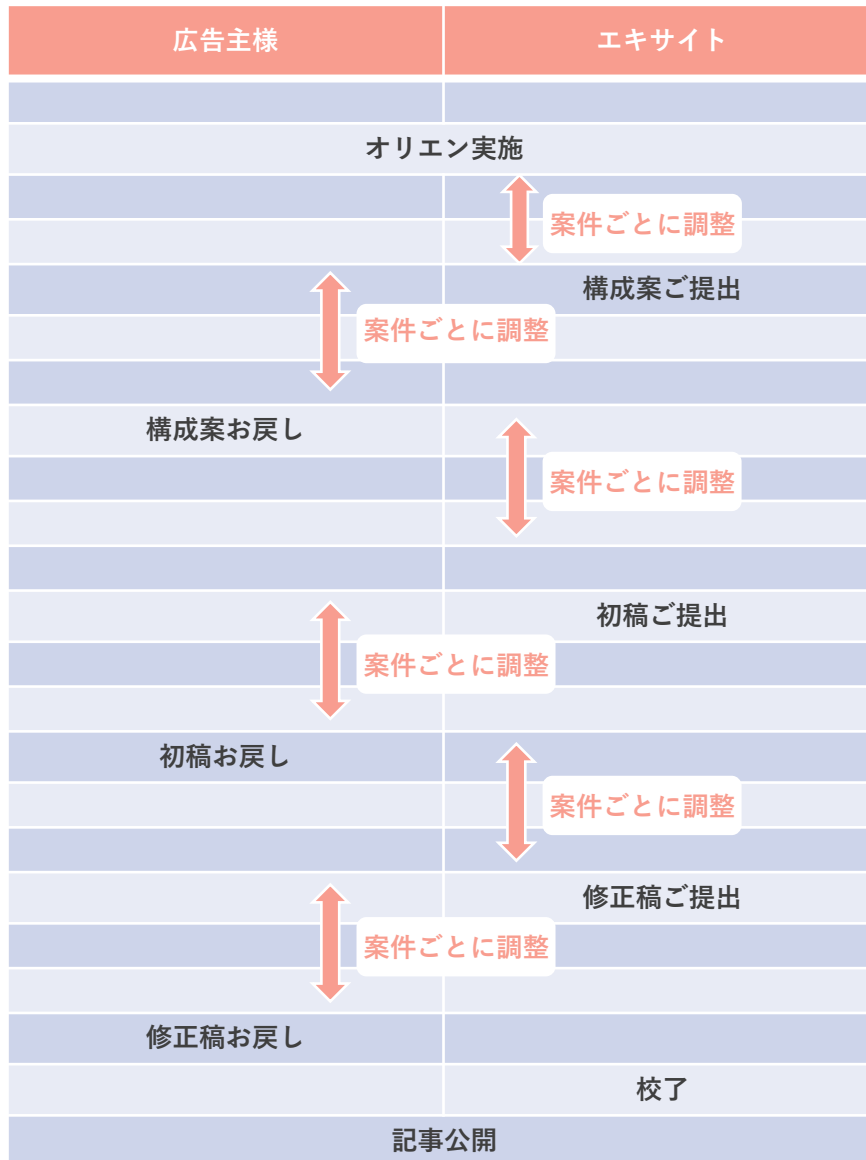 広告主様
エキサイト
オリエン実施
案件ごとに調整
構成案ご提出
案件ごとに調整
構成案お戻し
案件ごとに調整
初稿ご提出
案件ごとに調整
初稿お戻し
案件ごとに調整
修正稿ご提出
案件ごとに調整
修正稿お戻し
校了
記事公開